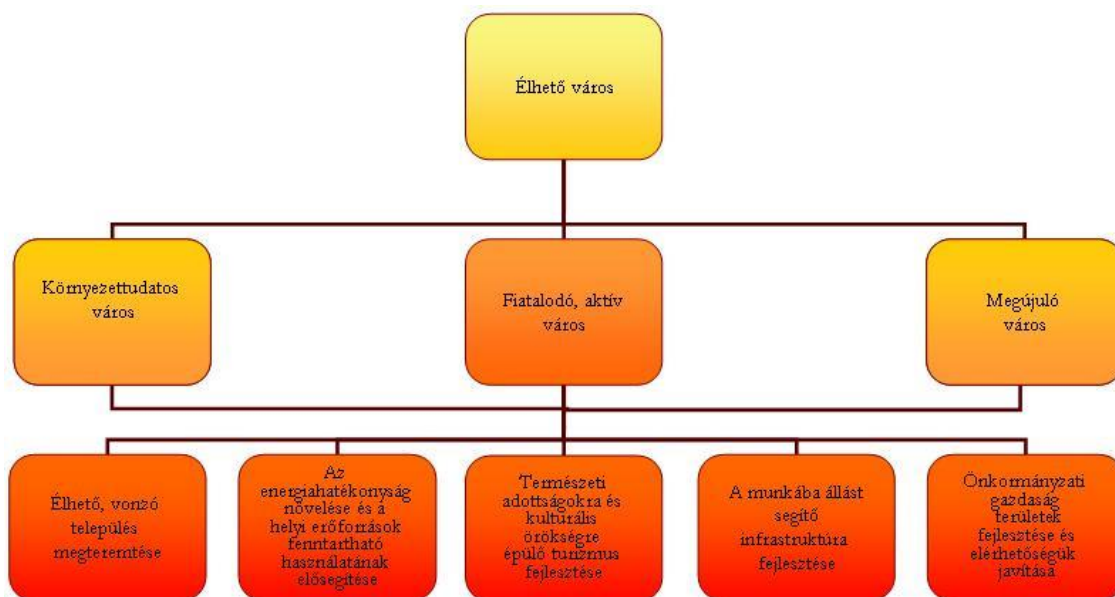 Élhető város
Környezettudatos
város
Fiatalodó, aktív
város
Megújuló
város
Élhető, vonzó
település
megteremtése
Az
energiahatékonyság
növelése és a
helyi erőforrások
fenntartható
használatának
elősegítése
Természeti
adottságokra és
kulturális
örökségre
épülő turizmus
fejlesztése
A munkába állást
segítő
infrastruktúra
fejlesztése
Önkormányzati
gazdaság
területek
fejlesztése és
elérhetőségük
javítása